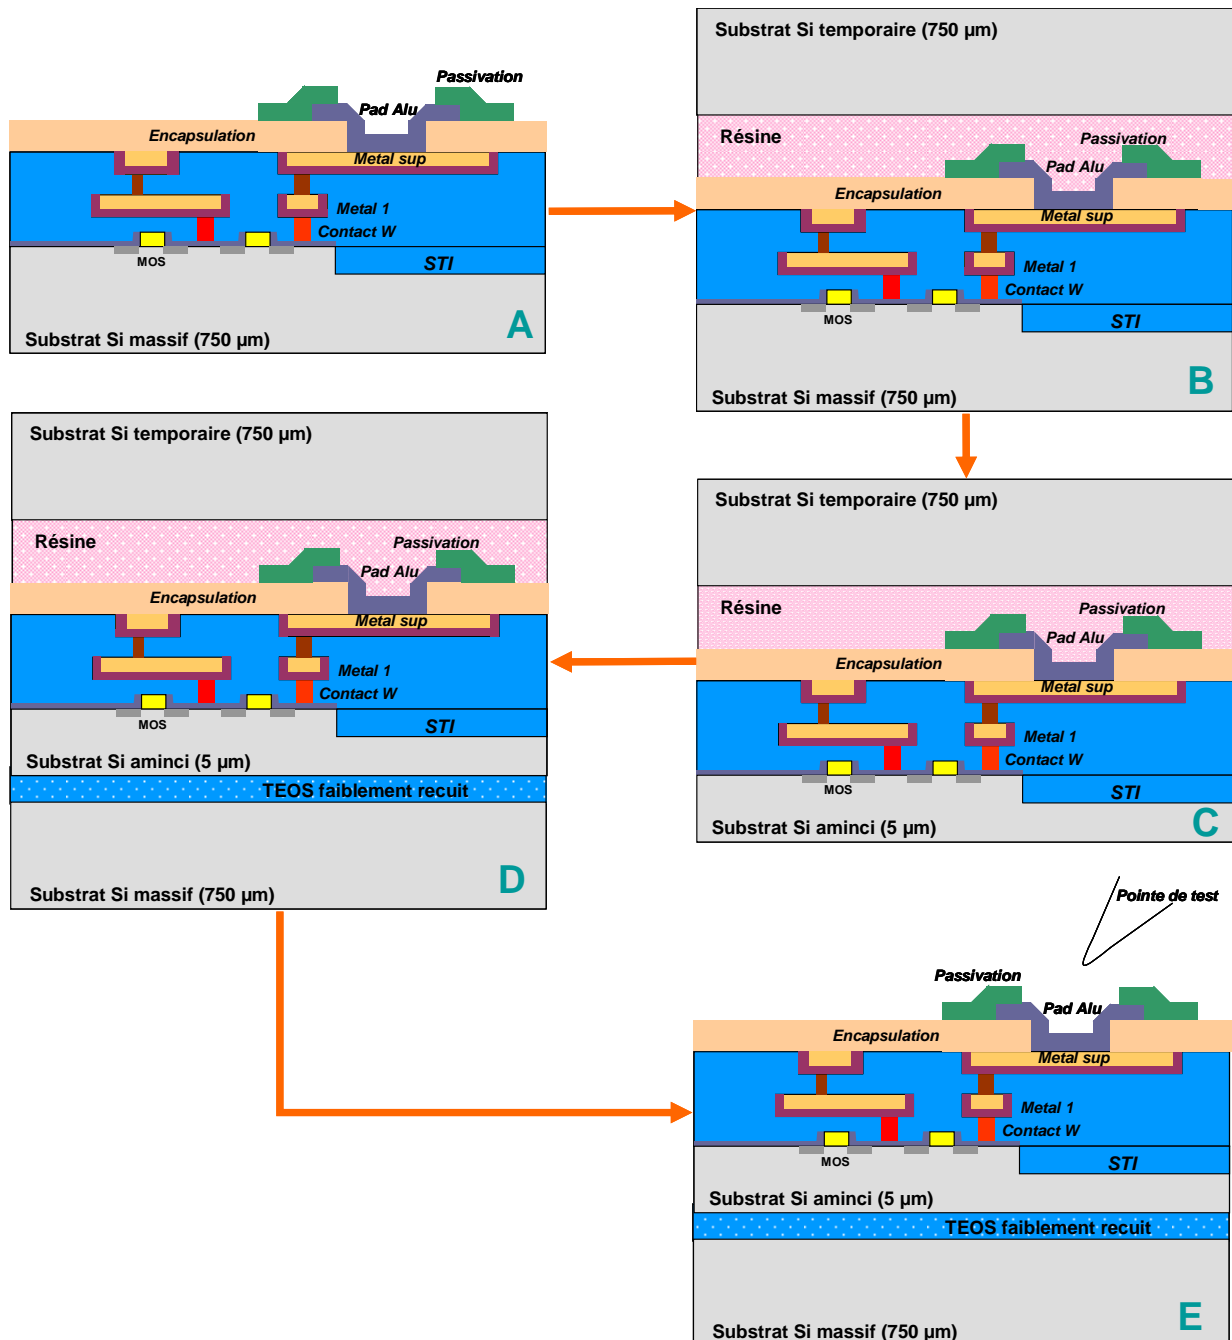 Passivation
Pad Alu
Encapsulation
Metal sup
Metal 1
Contact W
MOS
STI
Substrat Si massif (750 µm)
A
Substrat Si temporaire (750 µm)
Résine
Passivation
Pad Alu
Encapsulation
Metal sup
Metal 1
Contact W
MOS
STI
Substrat Si massif (750 µm)
B
Substrat Si temporaire (750 µm)
Résine
Passivation
Pad Alu
Encapsulation
Metal sup
Metal 1
Contact W
MOS
STI
Substrat Si aminci (5 µm)
C
Substrat Si temporaire (750 µm)
Résine
Passivation
Pad Alu
Encapsulation
Metal sup
Metal 1
Contact W
MOS
STI
Substrat Si aminci (5 µm)
TEOS faiblement recuit
Substrat Si massif (750 µm)
D
Pointe de test
Passivation
Pad Alu
Encapsulation
Metal sup
Metal 1
Contact W
MOS
STI
Substrat Si aminci (5 µm)
TEOS faiblement recuit
Substrat Si massif (750 µm)
E